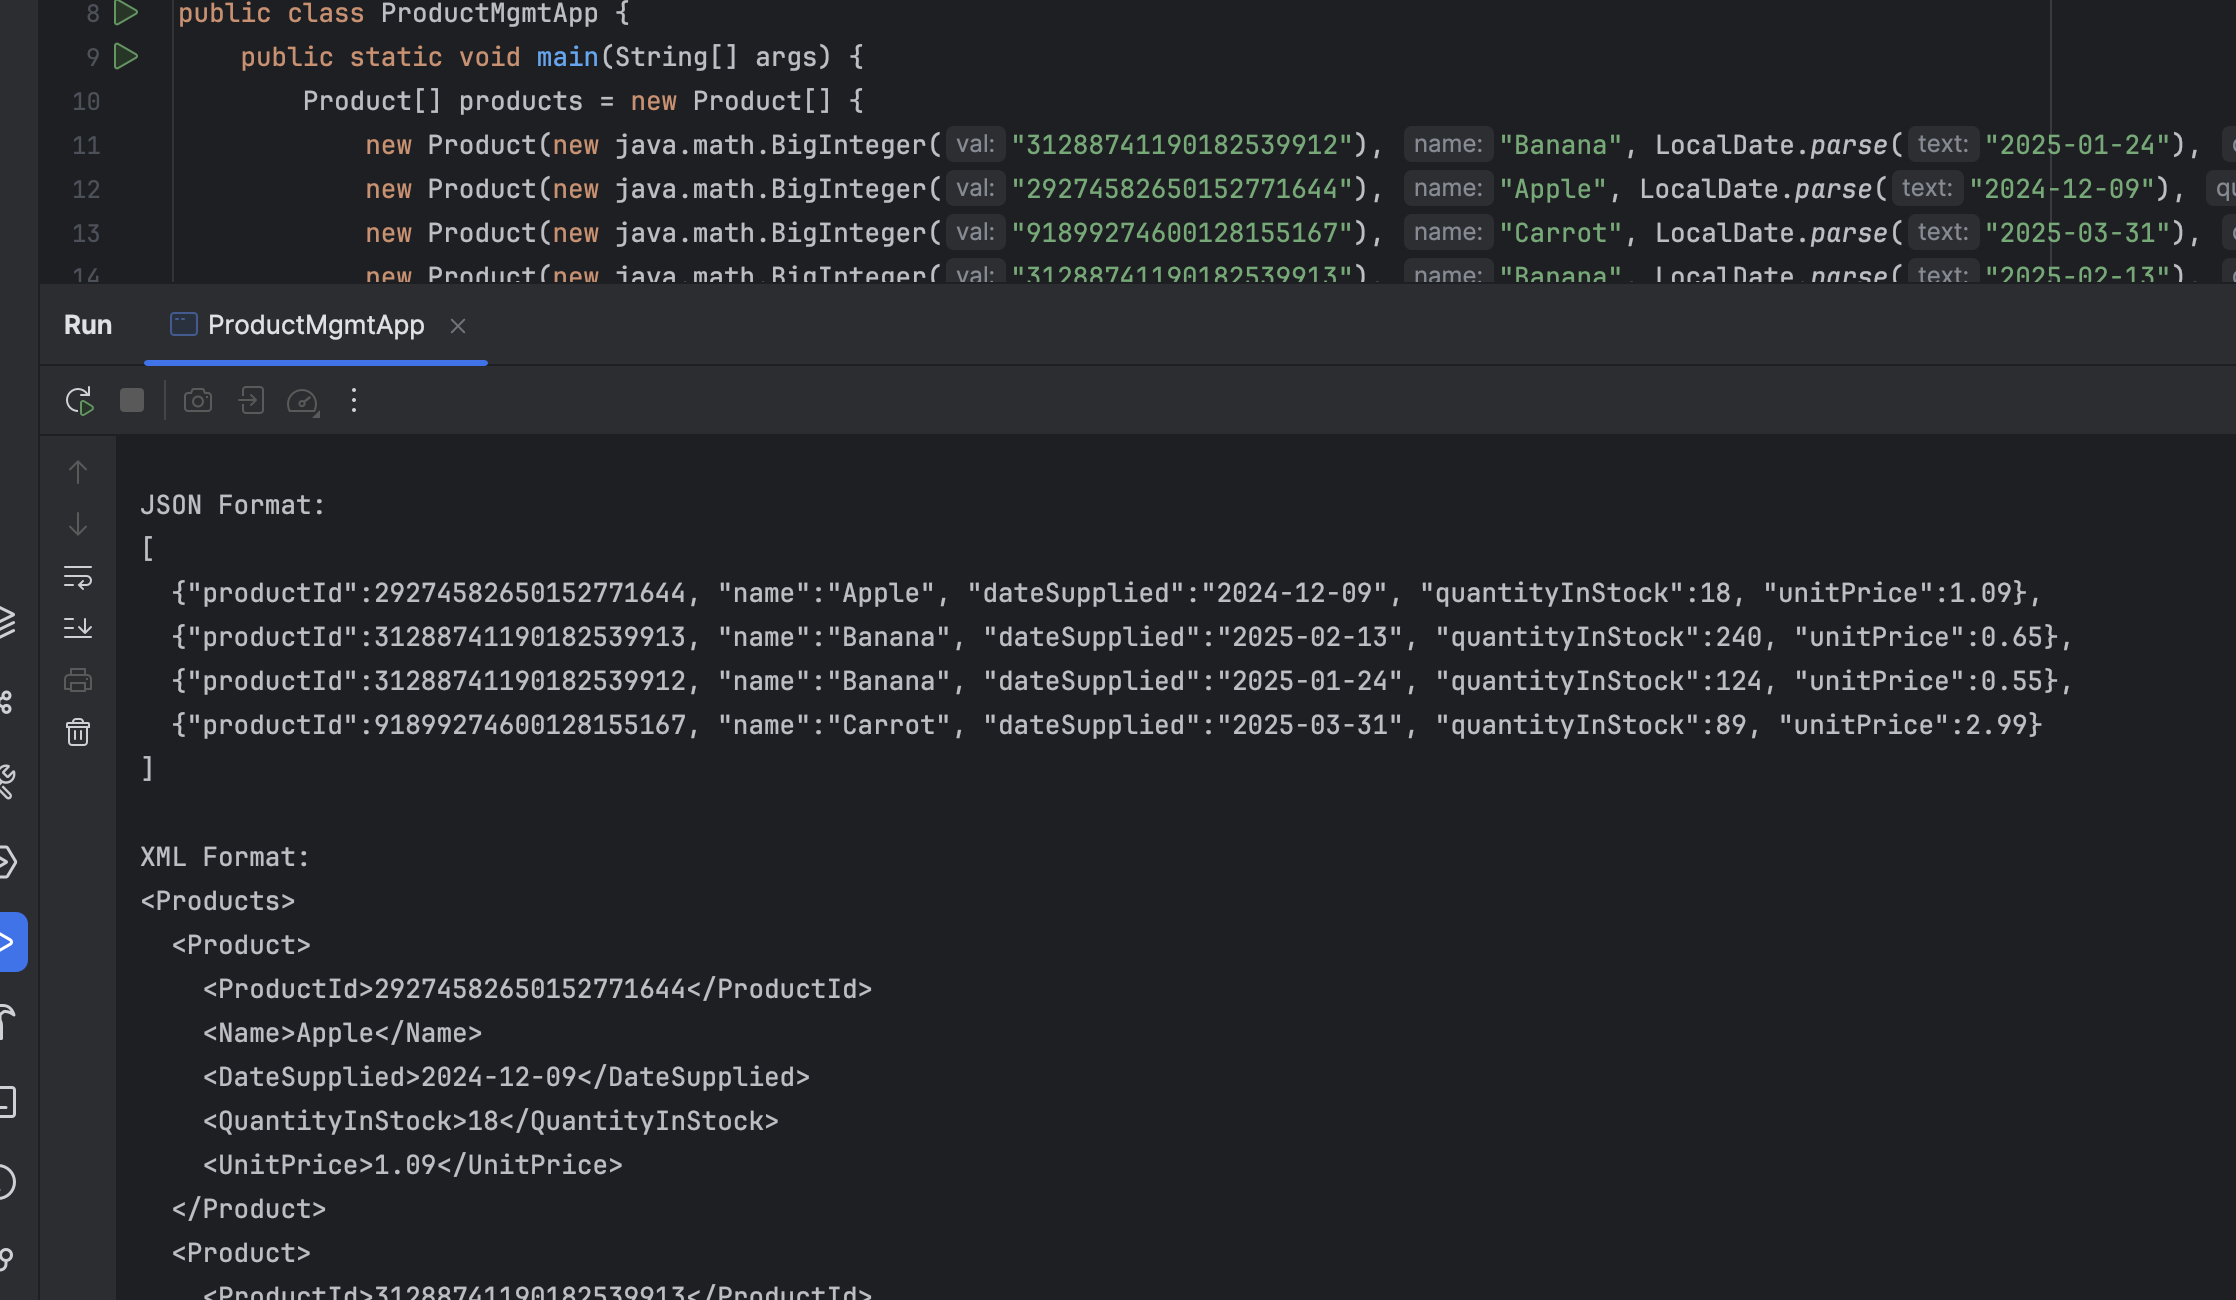 8 public class ProductMgmtApp {
9 public static void main(String[] args) {
10 Product[] products = new Product[] {
11 new Product(new java.math.BigInteger( val: "31288741190182539912"), name: "Banana", LocalDate.parse( text: "2025-01-24"),
12 new Product(new java.math.BigInteger( val: "29274582650152771644"), name: "Apple", LocalDate.parse( text: "2024-12-09"), qu
13 new Product(new java.math.BigInteger( val: "91899274600128155167"), name: "Carrot", LocalDate.parse( text: "2025-03-31"),
14 new Product(new java.math.BigInteger( val: "31288741190182539913"), name: "Banana", LocalDate.parse( text: "2025-02-13"),
Run ProductMgmtApp
JSON Format:
[
{"productId":29274582650152771644, "name":"Apple", "dateSupplied":"2024-12-09", "quantityInStock":18, "unitPrice":1.09},
{"productId":31288741190182539913, "name":"Banana", "dateSupplied":"2025-02-13", "quantityInStock":240, "unitPrice":0.65},
{"productId":31288741190182539912, "name":"Banana", "dateSupplied":"2025-01-24", "quantityInStock":124, "unitPrice":0.55},
{"productId":91899274600128155167, "name":"Carrot", "dateSupplied":"2025-03-31", "quantityInStock":89, "unitPrice":2.99}
]
XML Format:
<Products>
<Product>
<ProductId>29274582650152771644</ProductId>
<Name>Apple</Name>
<DateSupplied>2024-12-09</DateSupplied>
<QuantityInStock>18</QuantityInStock>
<UnitPrice>1.09</UnitPrice>
</Product>
<Product>
<ProductId>31288741190182539913</ProductId>